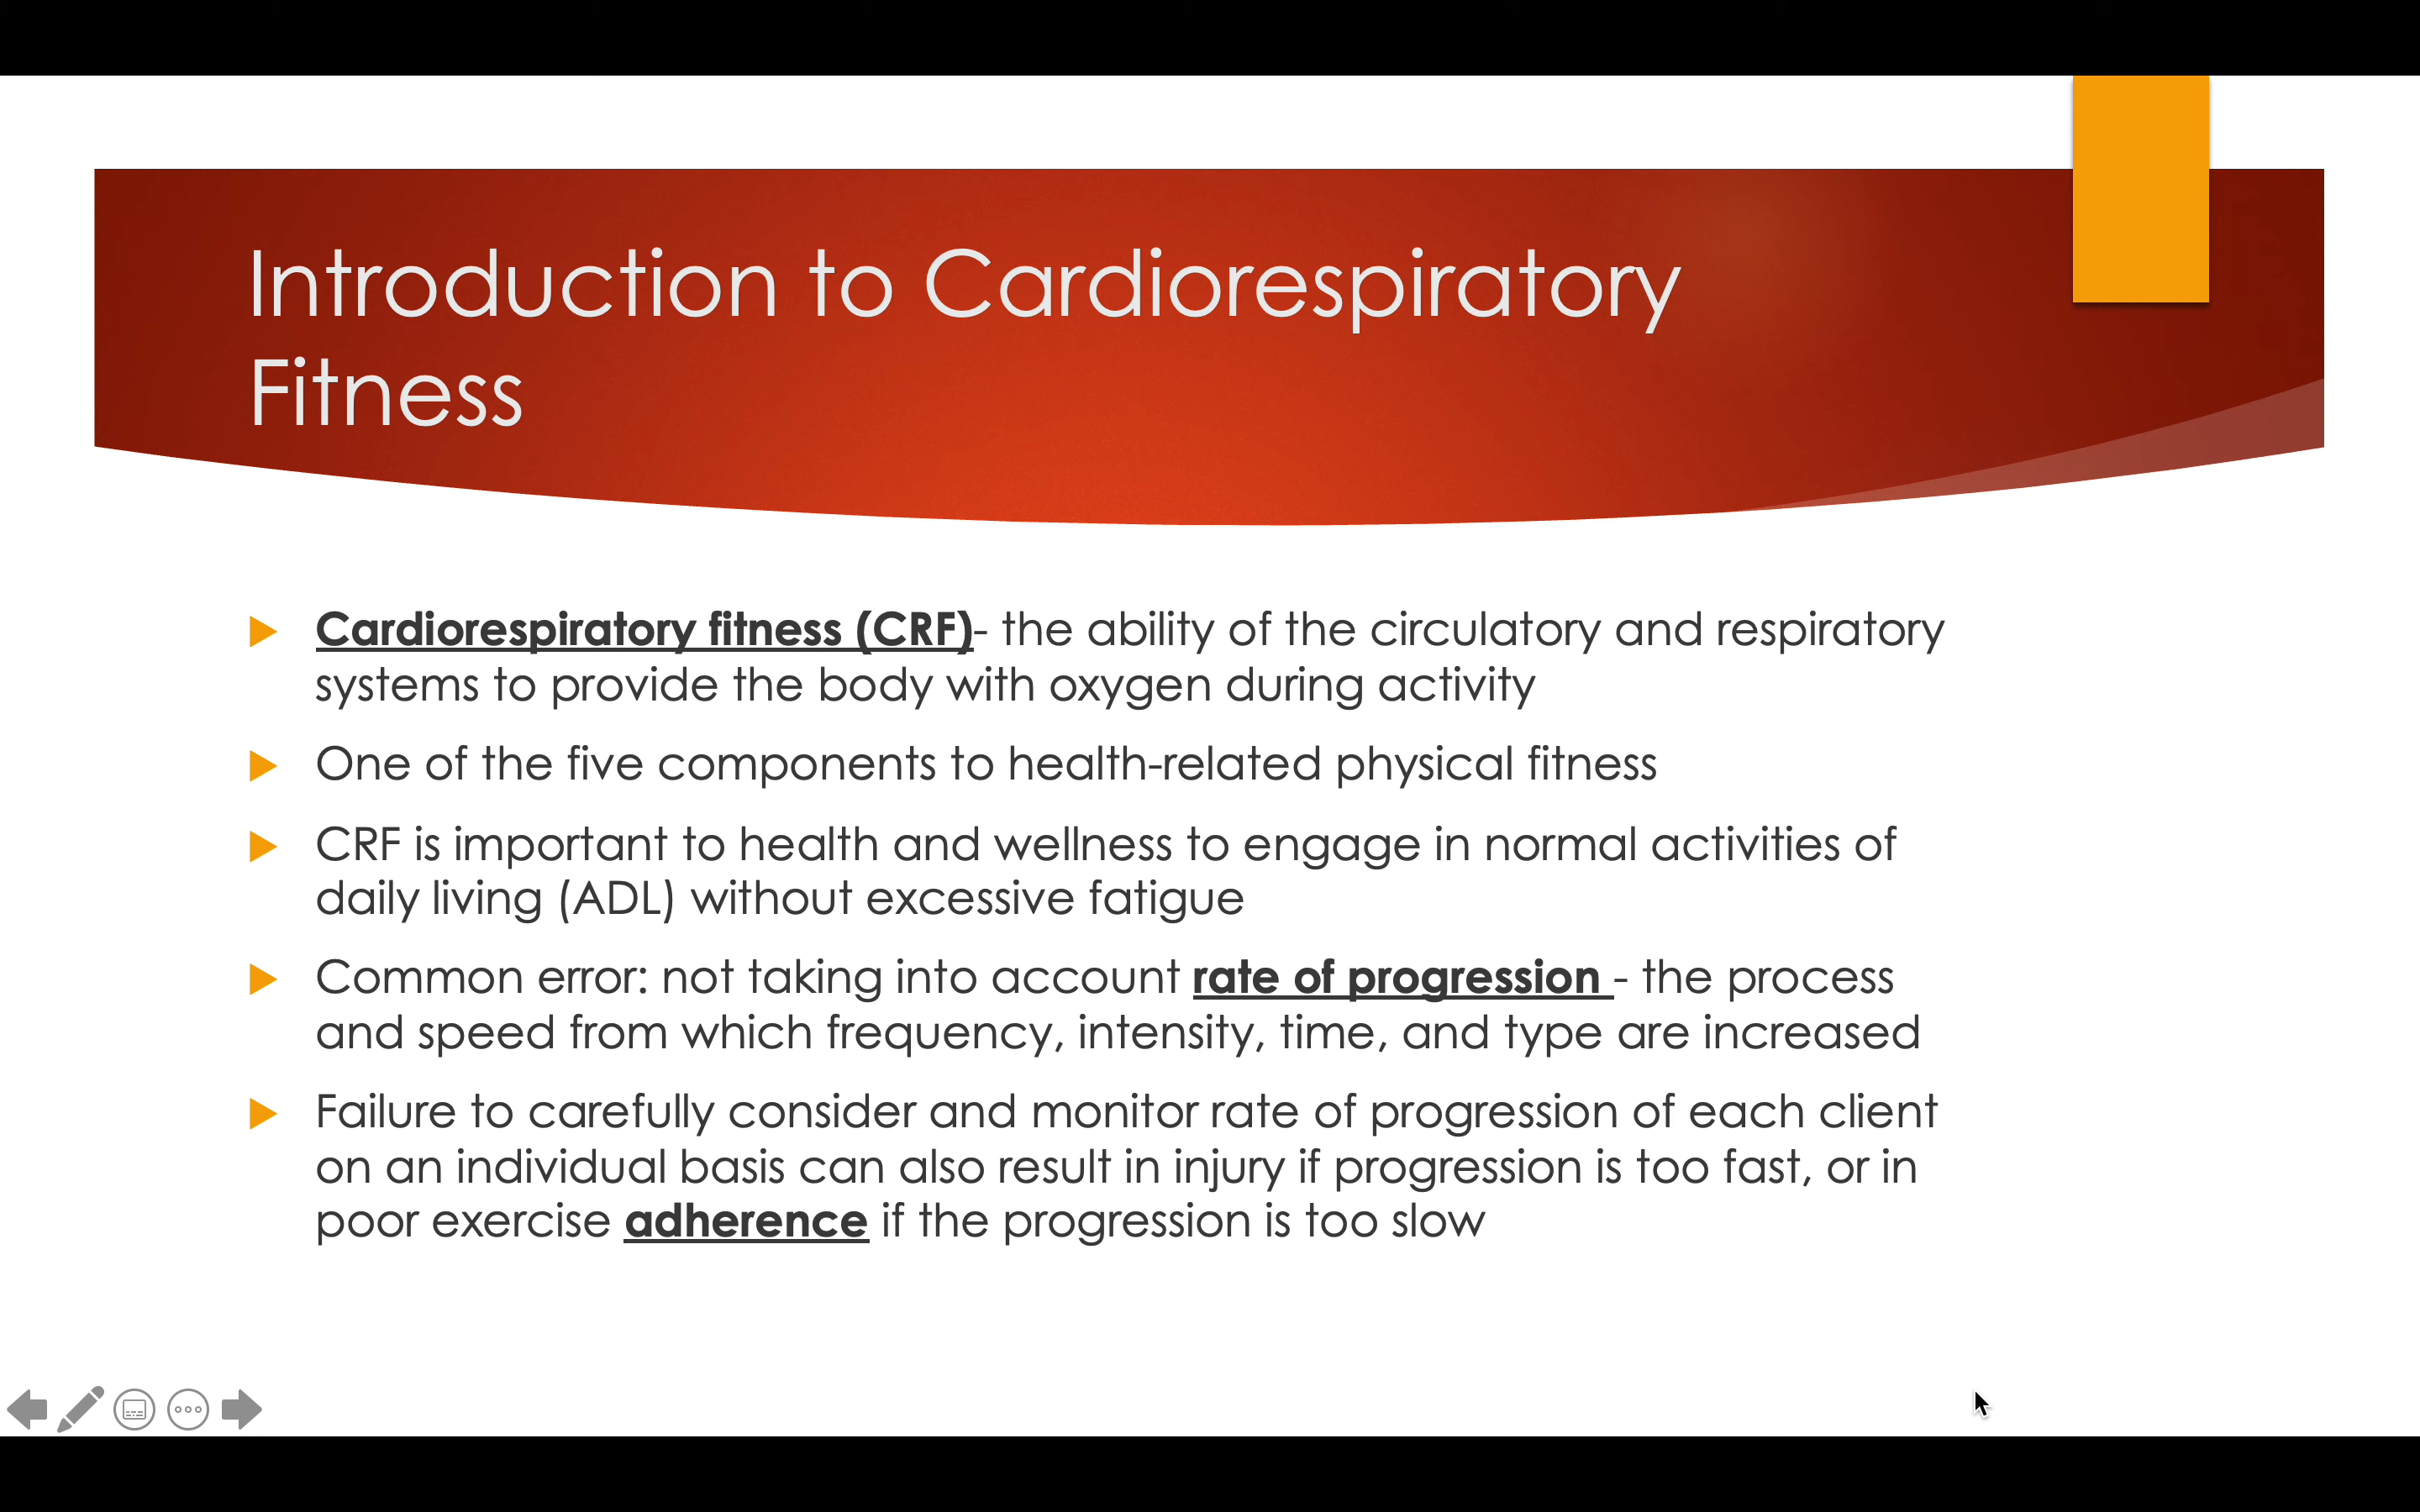 Introduction to Cardiorespiratory
Fitness
Cardiorespiratory fitness (CRF)- the ability of the circulatory and respiratory
systems to provide the body with oxygen during activity
One of the five components to health-related physical fitness
CRF is important to health and wellness to engage in normal activities of
daily living (ADL) without excessive fatigue
Common error: not taking into account rate of progression - the process
and speed from which frequency, intensity, time, and type are increased
Failure to carefully consider and monitor rate of progression of each client
on an individual basis can also result in injury if progression is too fast, or in
poor exercise adherence if the progression is too slow